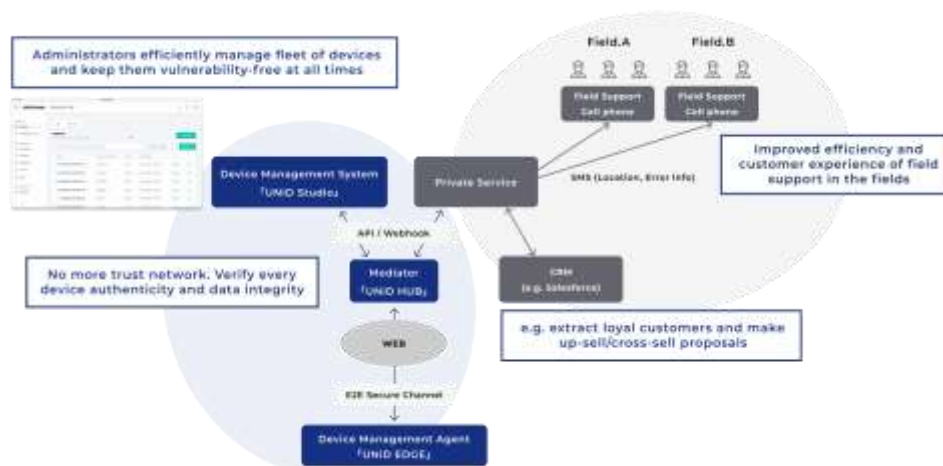 Administrators efficiently manage fleet of devices
and keep them vulnerability-free at all times
Field.A
Field.B
Field Support
Cell phone
Field Support
Cell phone
Improved efficiency and
customer experience of field
support in the fields
Device Management System
「UNiD Studio」
Private Service
SMS (Location, Error Info)
API / Webhook
No more trust network. Verify every
device authenticity and data integrity
Mediator
「UNiD HUB」
CRM
(e.g. Salesforce)
WEB
e.g. extract loyal customers and make
up-sell/cross-sell proposals
E2E Secure Channel
Device Management Agent
「UNiD EDGE」